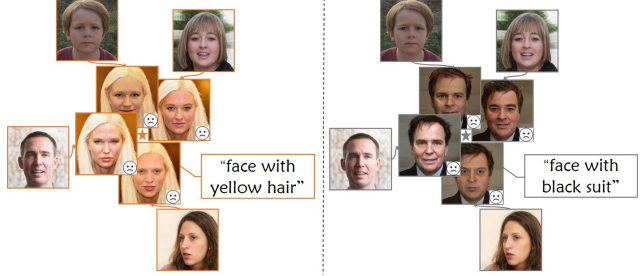 “face with
yellow hair”
“face with
black suit”